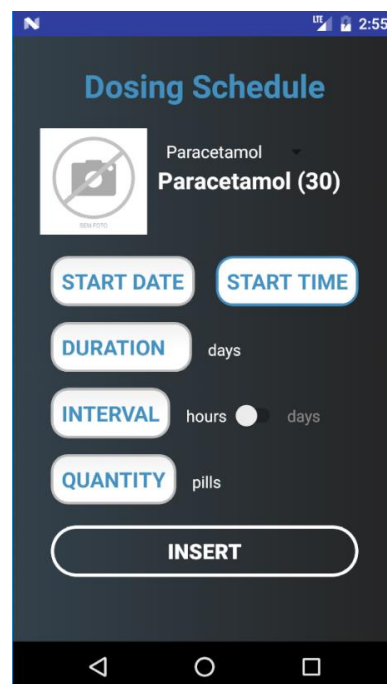 LTE 2:55
Dosing Schedule
Paracetamol
Paracetamol (30)
SEM FOTO
START DATE START TIME
DURATION days
INTERVAL hours days
QUANTITY pills
INSERT